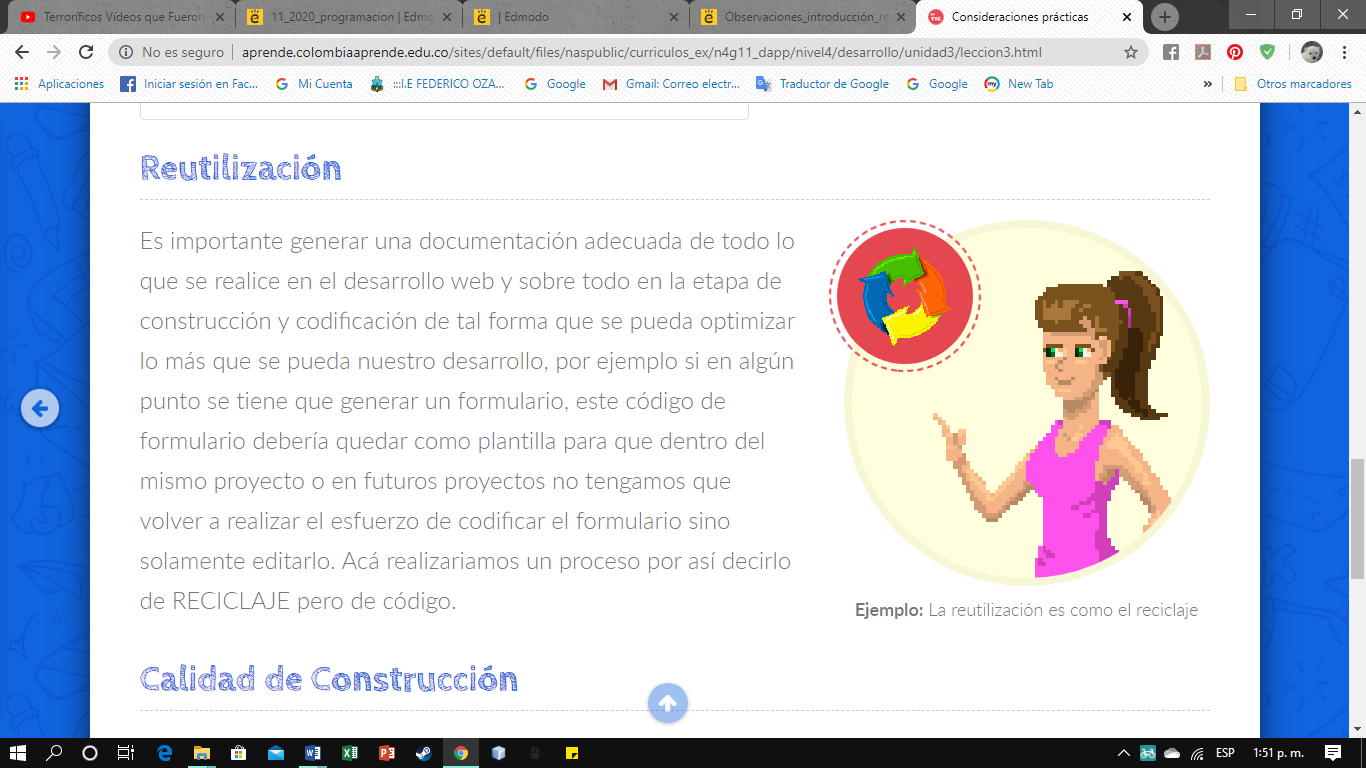 Terroríficos Vídeos que Fueron
11_2020_programacion | Edmo
| Edmodo
Observaciones_introducción_re
Consideraciones prácticas
No es seguro | aprende.colombiaaprende.edu.co/sites/default/files/naspublic/curriculos_ex/n4g11_dapp/nivel4/desarrollo/unidad3/leccion3.html
Aplicaciones
Iniciar sesión en Fac...
Mi Cuenta
:::I.E FEDERICO OZA...
Google
Gmail: Correo electr...
Traductor de Google
Google
New Tab
»
Otros marcadores
Reutilización
Es importante generar una documentación adecuada de todo lo
que se realice en el desarrollo web y sobre todo en la etapa de
construcción y codificación de tal forma que se pueda optimizar
lo más que se pueda nuestro desarrollo, por ejemplo si en algún
punto se tiene que generar un formulario, este código de
formulario debería quedar como plantilla para que dentro del
mismo proyecto o en futuros proyectos no tengamos que
volver a realizar el esfuerzo de codificar el formulario sino
solamente editarlo. Acá realizariamos un proceso por así decirlo
de RECICLAJE pero de código.
Ejemplo: La reutilización es como el reciclaje
Calidad de Construcción
ESP
1:51 p. m.